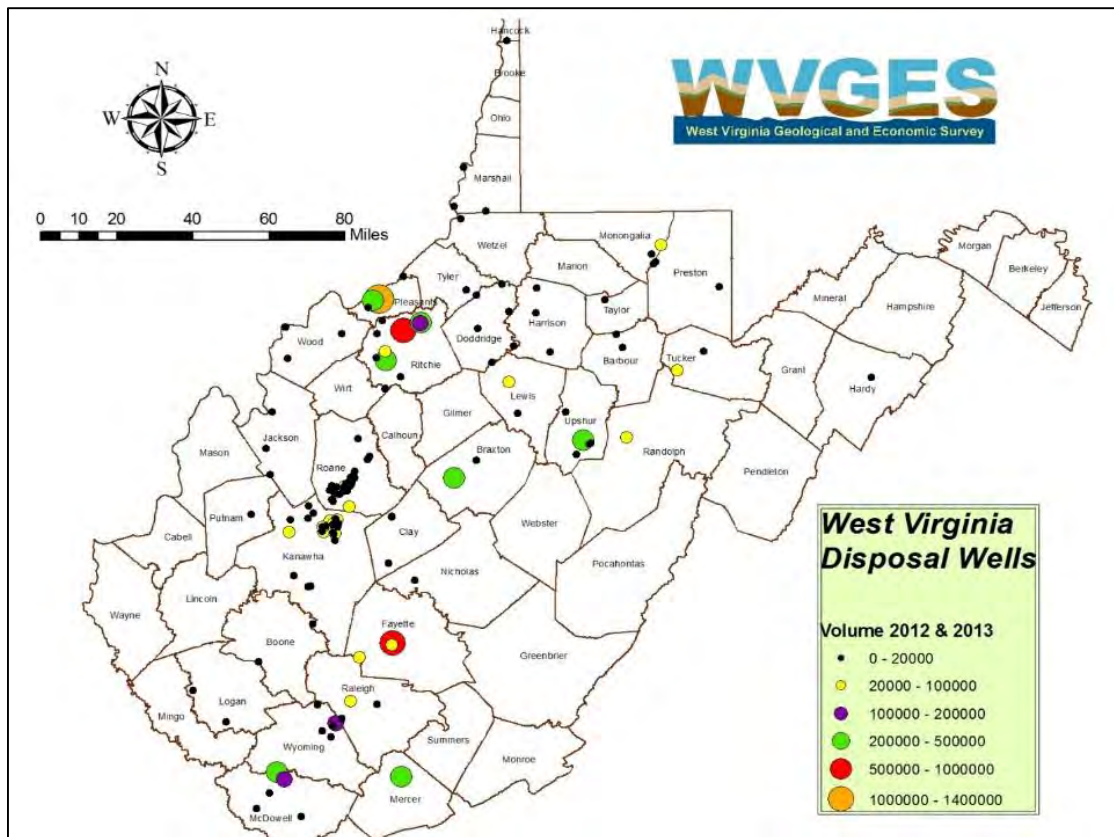 Hancock
Brooke
Ohio
Marshall
N
W E
S
WVGES
West Virginia Geological and Economic Survey
0 10 20 40 60 80
Miles
Wetzel
Monongalia
Marion
Preston
Morgan
Berkeley
Jefferson
Mineral
Hampshire
Tyler
Pleasants
Taylor
Harrison
Doddridge
Wood
Ritchie
Barbour
Tucker
Grant
Hardy
Wirt
Lewis
Gilmer
Upshur
Calhoun
Jackson
Mason
Roane
Braxton
Randolph
Pendleton
Putnam
Clay
Webster
Cabell
Kanawha
Nicholas
Pocahontas
Wayne
Lincoln
Boone
Fayette
Greenbrier
Logan
Raleigh
Mingo
Wyoming
Summers
Monroe
Mercer
McDowell
West Virginia
Disposal Wells
Volume 2012 & 2013
0 - 20000
20000 - 100000
100000 - 200000
200000 - 500000
500000 - 1000000
1000000 - 1400000